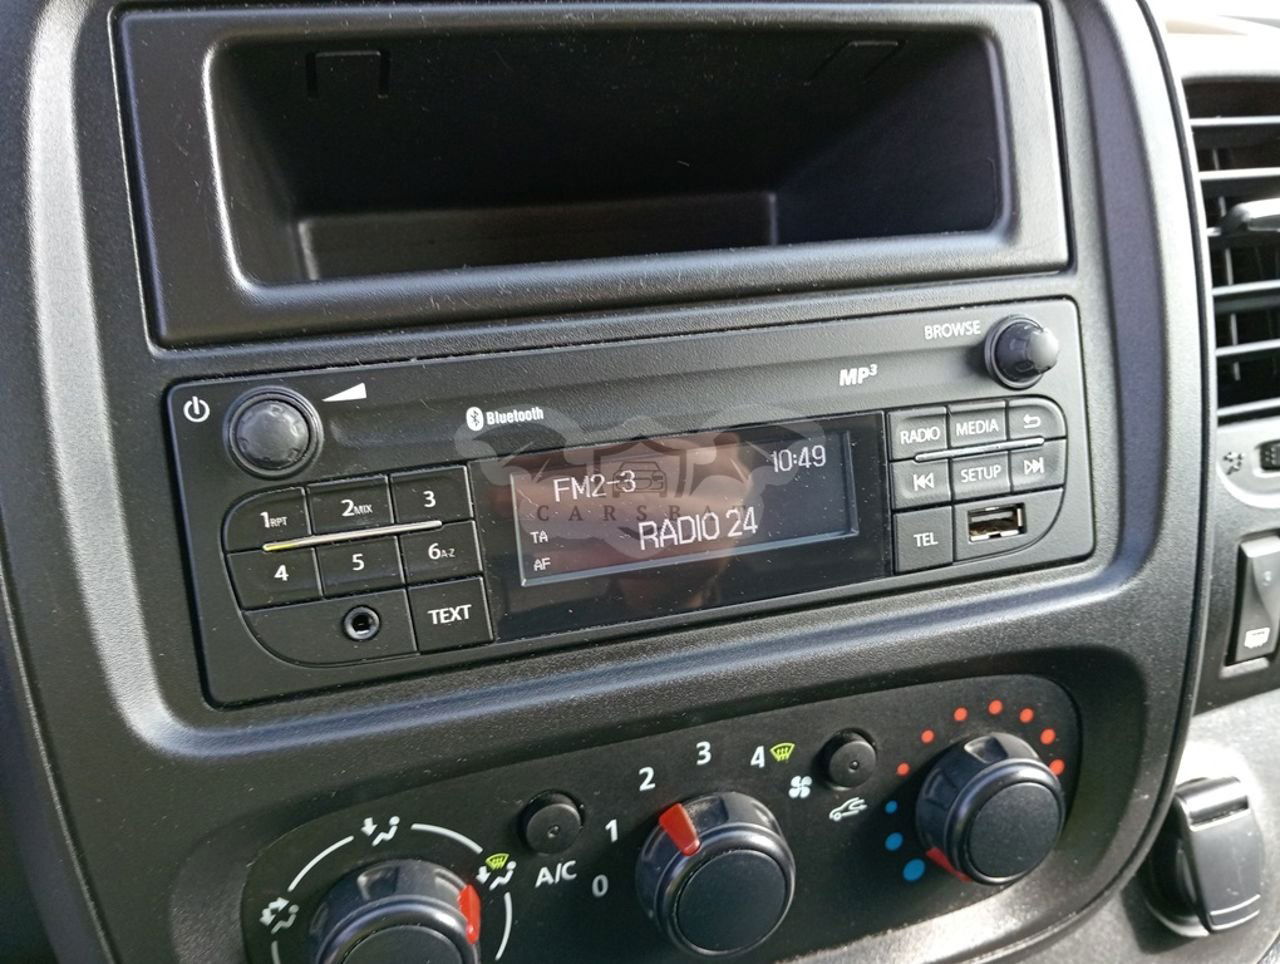 BROWSE
MP3
Bluetooth
RADIO MEDIA
SETUP
TEL
10:49
FM2-3
CARSBAZ
TA
RADIO 24
AF
1RPT 2MIX 3
4 5 6A-Z
TEXT
0 1 2 3 4
A/C